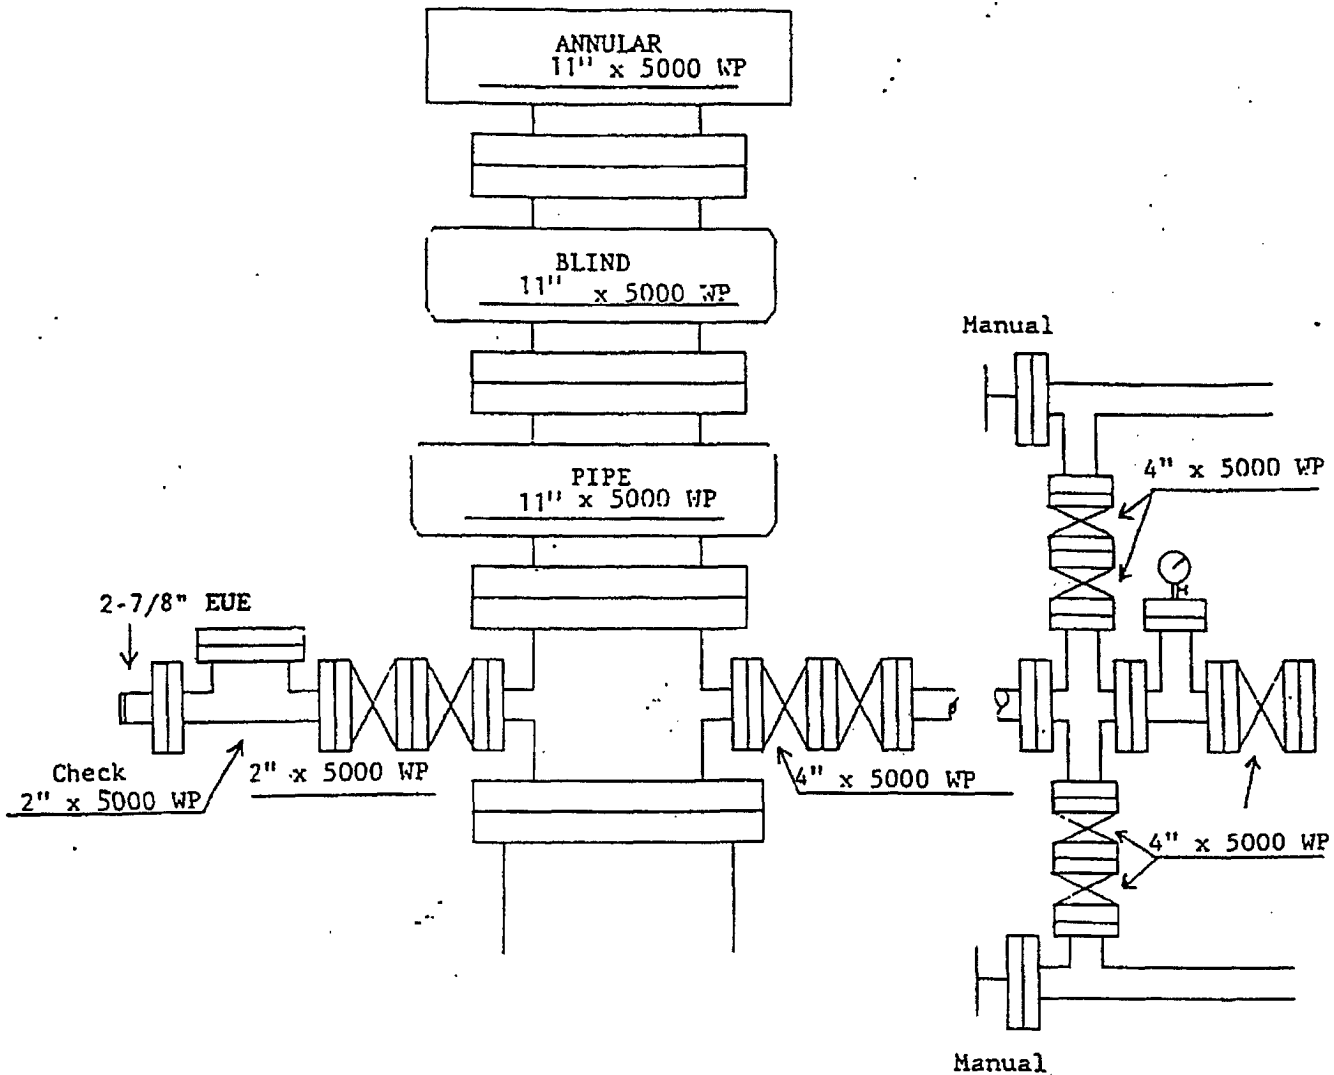 ANNULAR
11" x 5000 WP
BLIND
11" x 5000 WP
PIPE
11" x 5000 WP
2-7/8" EUE
Check
2" x 5000 WP
2" x 5000 WP
4" x 5000 WP
Manual
4" x 5000 WP
4" x 5000 WP
Manual